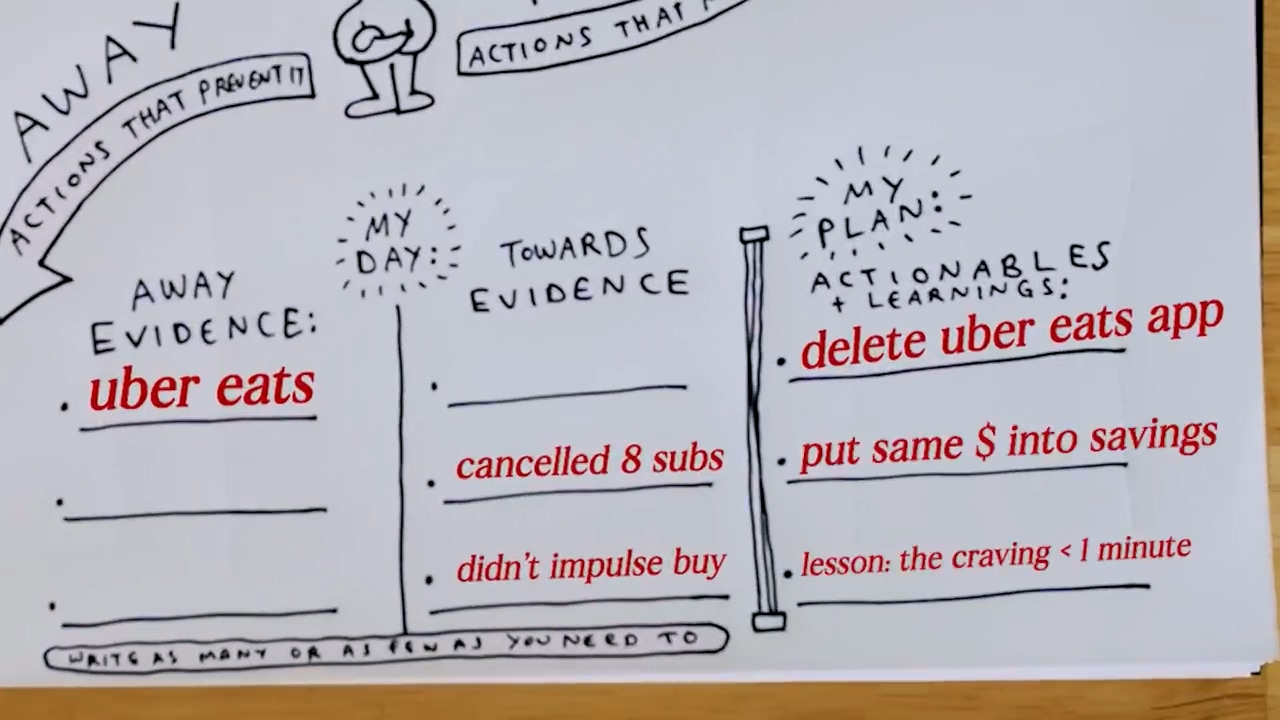 AWAY
ACTIONS THAT PREVENT IT
ACTIONS THAT
MY
DAY:
AWAY
EVIDENCE:
uber eats
TOWARDS
EVIDENCE
cancelled 8 subs
didn't impulse buy
MY
PLAN:
ACTIONABLES
+ LEARNINGS:
delete uber eats app
put same $ into savings
lesson: the craving < 1 minute
WRITE AS MANY OR AS FEW AS YOU NEED TO